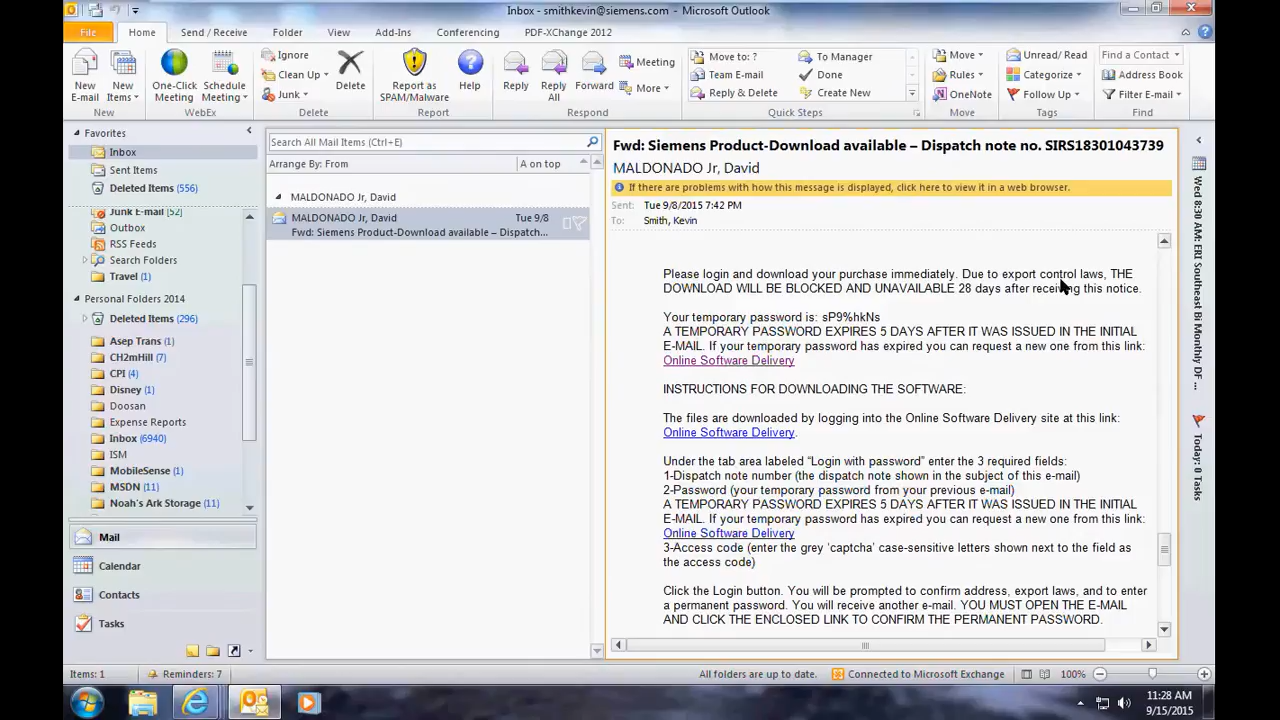 Inbox - smithkevin@siemens.com - Microsoft Outlook
File Home Send / Receive Folder View Add-Ins Conferencing PDF-XChange 2012
New E-mail
New Items
New
One-Click Meeting
Schedule Meeting
WebEx
Ignore
Clean Up
Junk
Delete
Delete
Report as SPAM/Malware
Report
Help
Reply
Reply All
Forward
Meeting
More
Respond
Move to: ?
Team E-mail
Reply & Delete
To Manager
Done
Create New
Quick Steps
Move
Rules
OneNote
Move
Unread/ Read
Categorize
Follow Up
Tags
Find a Contact
Address Book
Filter E-mail
Find
Favorites
Inbox
Sent Items
Deleted Items (556)
Junk E-mail [52]
Outbox
RSS Feeds
Search Folders
Travel (1)
Personal Folders 2014
Deleted Items (296)
Asep Trans (1)
CH2mHill (7)
CPI (4)
Disney (1)
Doosan
Expense Reports
Inbox (6940)
ISM
MobileSense (1)
MSDN (11)
Noah's Ark Storage (11)
Mail
Calendar
Contacts
Tasks
Search All Mail Items (Ctrl+E)
Arrange By: From A on top
MALDONADO Jr, David
MALDONADO Jr, David Tue 9/8
Fwd: Siemens Product-Download available – Dispatch...
Fwd: Siemens Product-Download available – Dispatch note no. SIRS18301043739
MALDONADO Jr, David
If there are problems with how this message is displayed, click here to view it in a web browser.
Sent: Tue 9/8/2015 7:42 PM
To: Smith, Kevin
Please login and download your purchase immediately. Due to export control laws, THE
DOWNLOAD WILL BE BLOCKED AND UNAVAILABLE 28 days after receiving this notice.
Your temporary password is: sP9%hkNs
A TEMPORARY PASSWORD EXPIRES 5 DAYS AFTER IT WAS ISSUED IN THE INITIAL
E-MAIL. If your temporary password has expired you can request a new one from this link:
Online Software Delivery
INSTRUCTIONS FOR DOWNLOADING THE SOFTWARE:
The files are downloaded by logging into the Online Software Delivery site at this link:
Online Software Delivery.
Under the tab area labeled “Login with password” enter the 3 required fields:
1-Dispatch note number (the dispatch note shown in the subject of this e-mail)
2-Password (your temporary password from your previous e-mail)
A TEMPORARY PASSWORD EXPIRES 5 DAYS AFTER IT WAS ISSUED IN THE INITIAL
E-MAIL. If your temporary password has expired you can request a new one from this link:
Online Software Delivery
3-Access code (enter the grey ‘captcha’ case-sensitive letters shown next to the field as
the access code)
Click the Login button. You will be prompted to confirm address, export laws, and to enter
a permanent password. You will receive another e-mail. YOU MUST OPEN THE E-MAIL
AND CLICK THE ENCLOSED LINK TO CONFIRM THE PERMANENT PASSWORD.
Wed 8:30 AM: ERI Southeast Bi Monthly DF ...
Today: 0 Tasks
Items: 1 Reminders: 7 All folders are up to date. Connected to Microsoft Exchange 100%
11:28 AM
9/15/2015